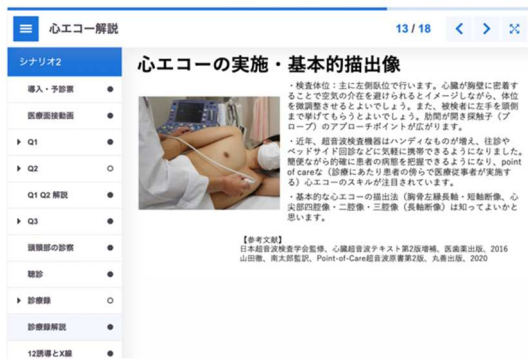 心エコー解説
13 / 18
シナリオ2
導入・予診票
医療面接動画
Q1
Q2
Q1 Q2 解説
Q3
頭頸部の診察
聴診
診療録
診療録解説
12誘導とX線
心エコーの実施・基本的描出像
・検査体位：主に左側臥位で行います。心臓が胸壁に密着す
ることで空気の介在を避けられるとイメージしながら、体位
を微調整させるとよいでしょう。また、被検者に左手を頭側
まで挙げてもらうとよいでしょう。肋間が開き探触子（プ
ローブ）のアプローチポイントが広がります。
・近年、超音波検査機器はハンディなものが増え、往診や
ベッドサイド回診などに気軽に携帯できるようになりました。
簡便ながら的確に患者の病態を把握できるようになり、point
of careな（診療にあたり患者の傍らで医療従事者が実施す
る）心エコーのスキルが注目されています。
・基本的な心エコーの描出法（胸骨左縁長軸・短軸断像、心
尖部四腔像・二腔像・三腔像（長軸断像）は知ってよいかと
思います。
【参考文献】
日本超音波検査学会監修、心臓超音波テキスト第2版増補、医歯薬出版、2016
山田徹、南太郎監訳、Point-of-Care超音波原書第2版、丸善出版、2020